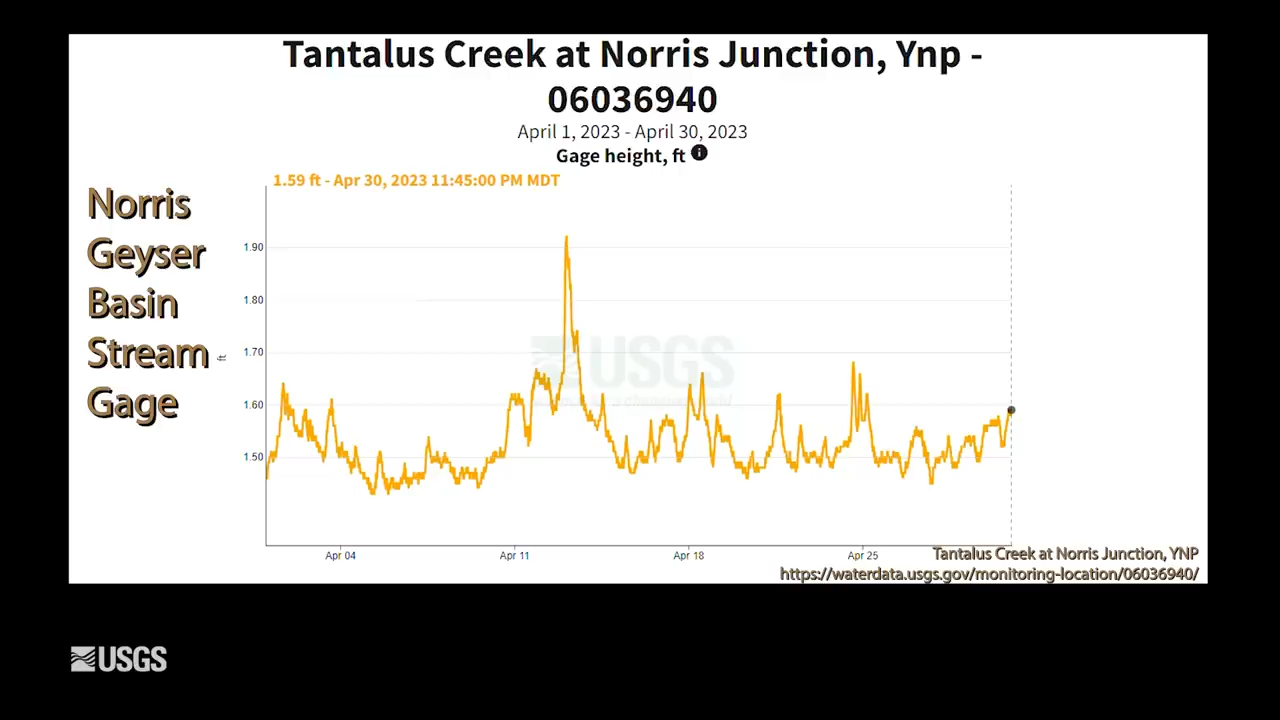 Tantalus Creek at Norris Junction, Ynp -
06036940
April 1, 2023 - April 30, 2023
Gage height, ft
1.59 ft - Apr 30, 2023 11:45:00 PM MDT
Norris
Geyser
Basin
Stream
Gage
ft
1.90
1.80
1.70
1.60
1.50
USGS
Apr 04
Apr 11
Apr 18
Apr 25
Tantalus Creek at Norris Junction, YNP
https://waterdata.usgs.gov/monitoring-location/06036940/
USGS